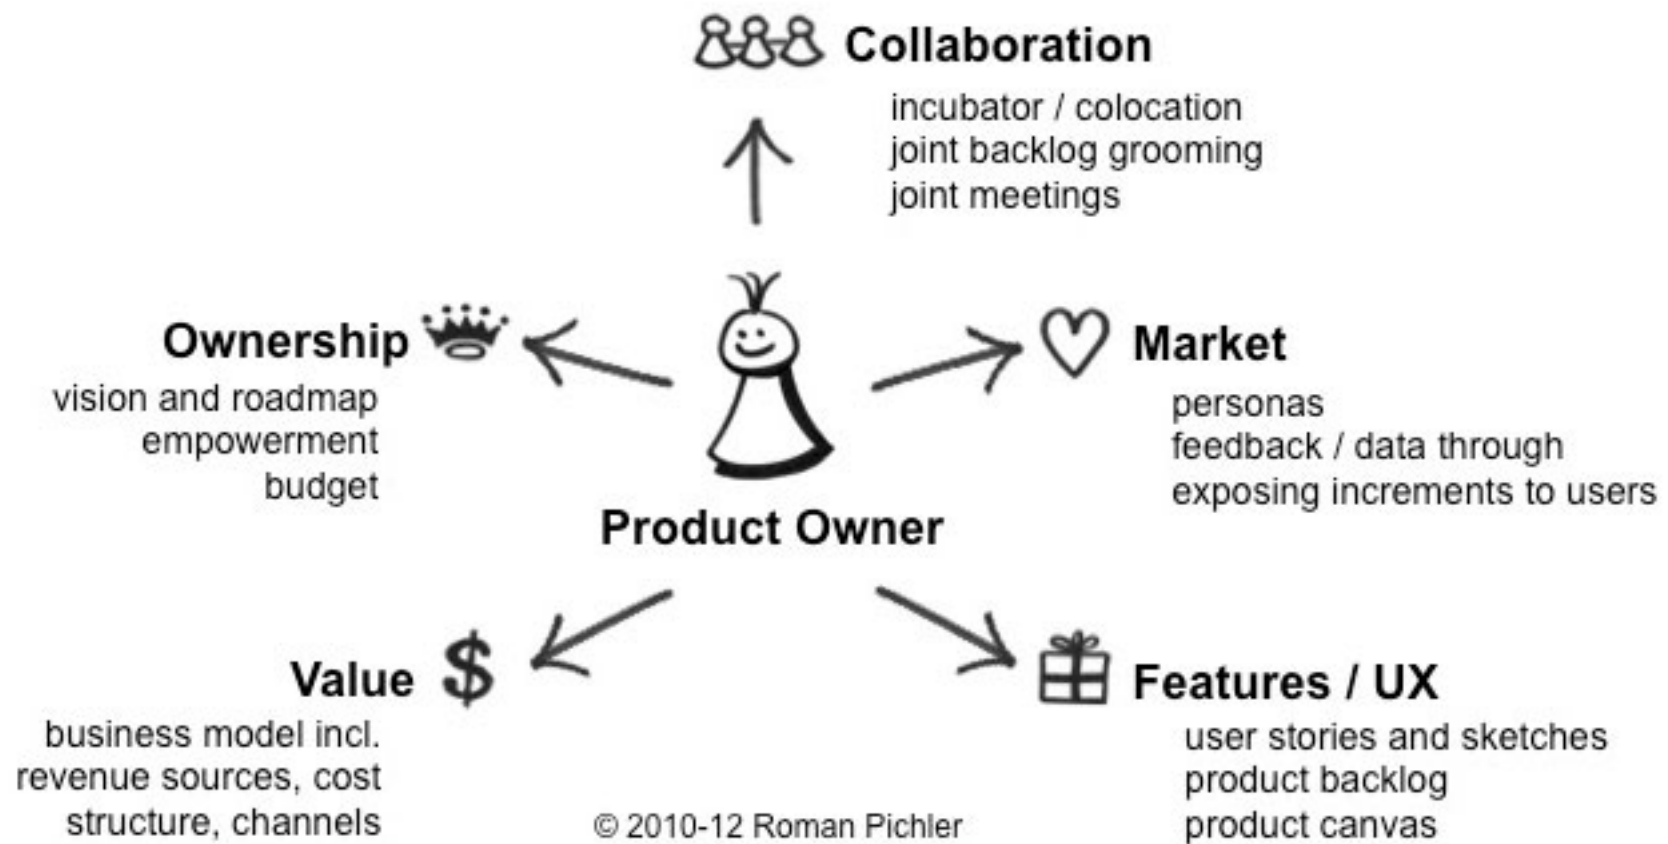 Collaboration
incubator / colocation
joint backlog grooming
joint meetings
Ownership
vision and roadmap
empowerment
budget
Market
personas
feedback / data through
exposing increments to users
Product Owner
Value
business model incl.
revenue sources, cost
structure, channels
Features / UX
user stories and sketches
product backlog
product canvas
© 2010-12 Roman Pichler